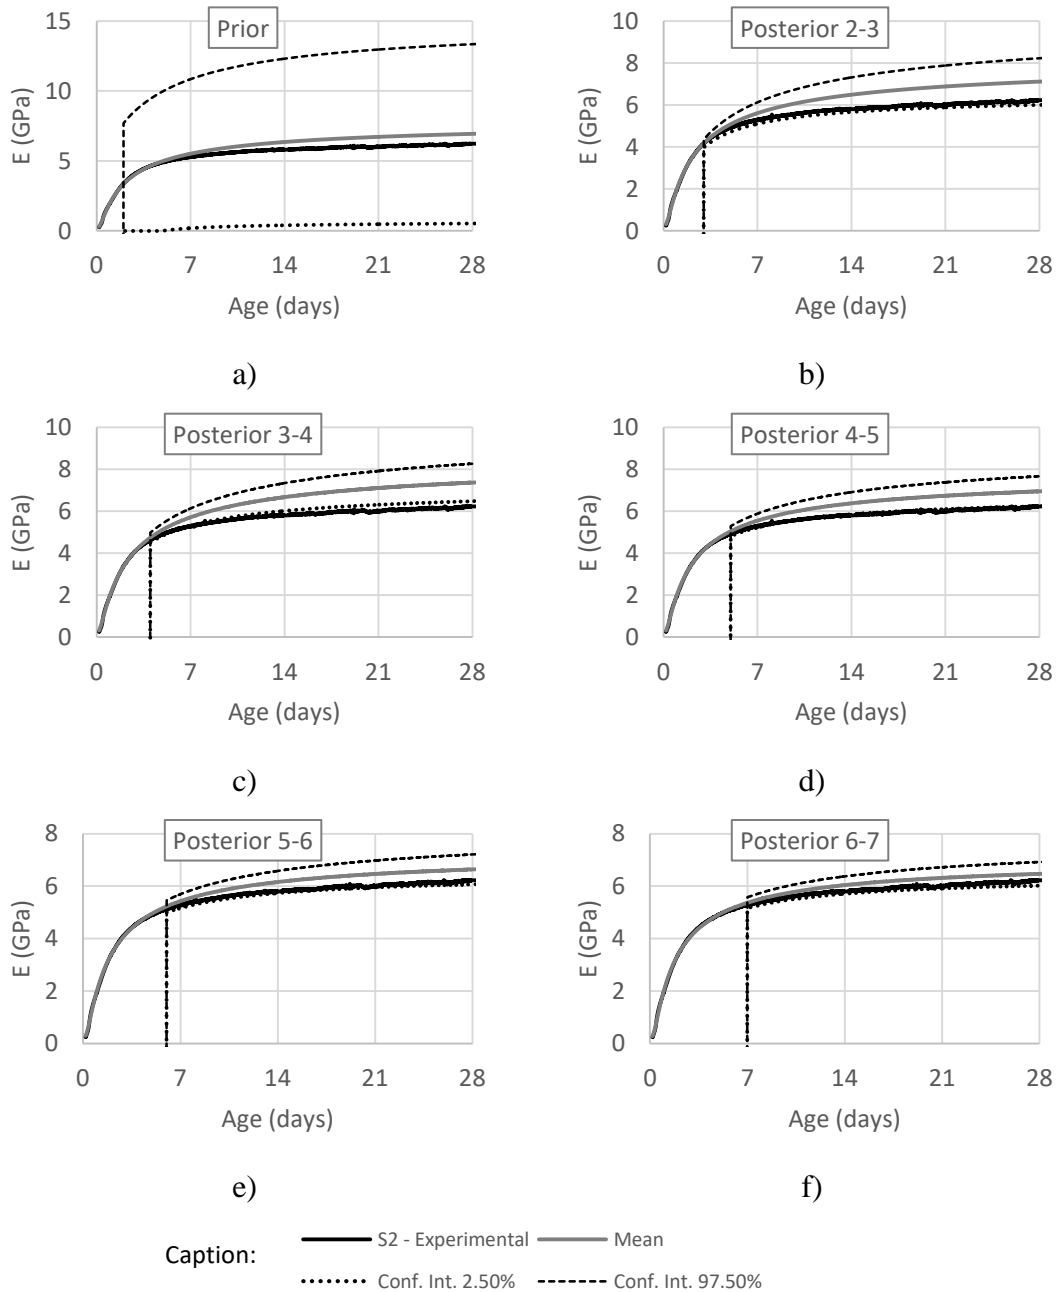 Prior
15
10
5
0
E (GPa)
0 7 14 21 28
Age (days)
a)
Posterior 2-3
10
8
6
4
2
0
E (GPa)
0 7 14 21 28
Age (days)
b)
Posterior 3-4
10
8
6
4
2
0
E (GPa)
0 7 14 21 28
Age (days)
c)
Posterior 4-5
10
8
6
4
2
0
E (GPa)
0 7 14 21 28
Age (days)
d)
Posterior 5-6
8
6
4
2
0
E (GPa)
0 7 14 21 28
Age (days)
e)
Posterior 6-7
8
6
4
2
0
E (GPa)
0 7 14 21 28
Age (days)
f)
Caption:
S2 - Experimental
Mean
Conf. Int. 2.50%
Conf. Int. 97.50%